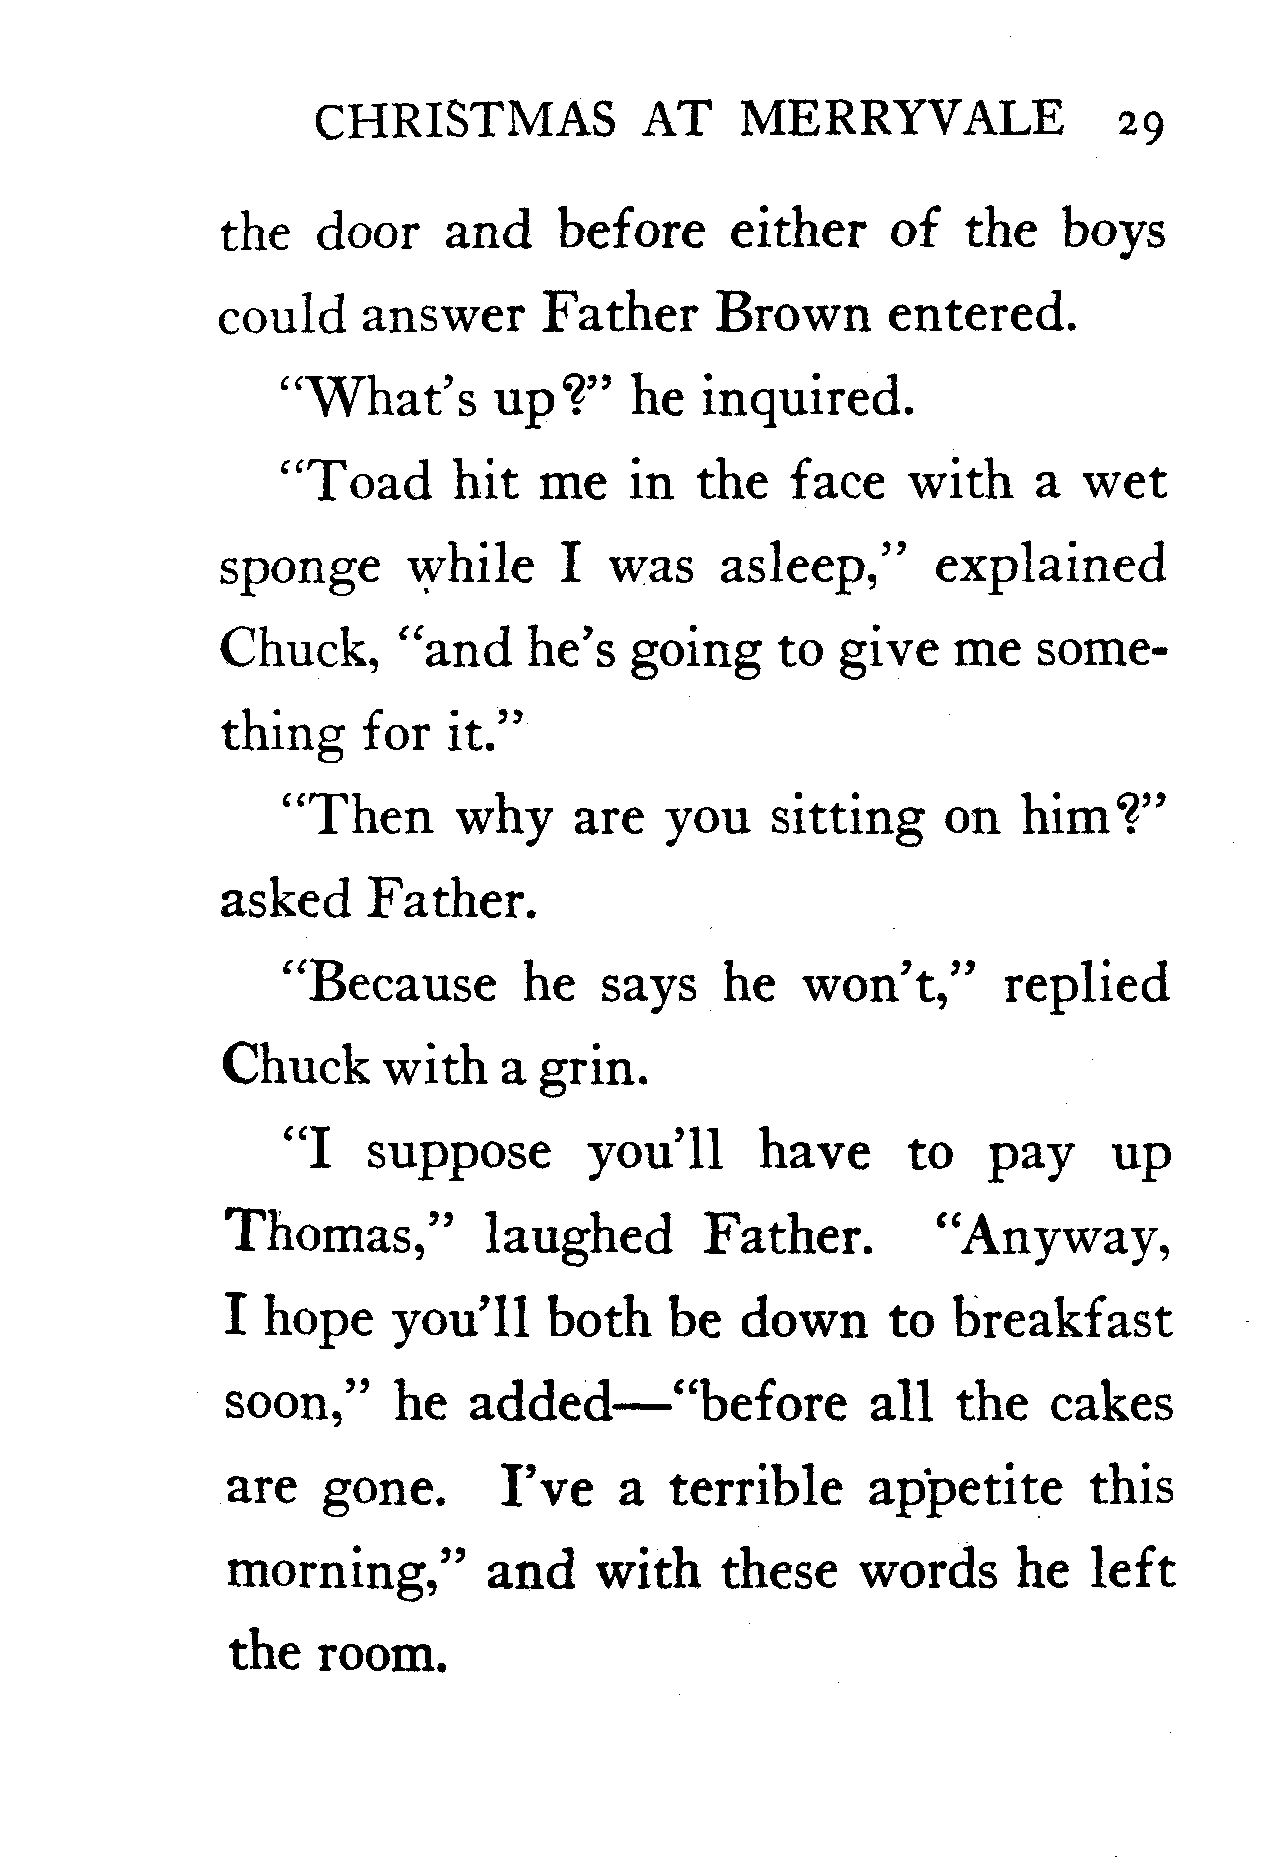 CHRISTMAS AT MERRYVALE 29
the door and before either of the boys
could answer Father Brown entered.
“What’s up?” he inquired.
“Toad hit me in the face with a wet
sponge while I was asleep,” explained
Chuck, “and he’s going to give me some-
thing for it.”
“Then why are you sitting on him?”
asked Father.
“Because he says he won’t,” replied
Chuck with a grin.
“I suppose you’ll have to pay up
Thomas,” laughed Father. “Anyway,
I hope you’ll both be down to breakfast
soon,” he added—“before all the cakes
are gone. I’ve a terrible appetite this
morning,” and with these words he left
the room.